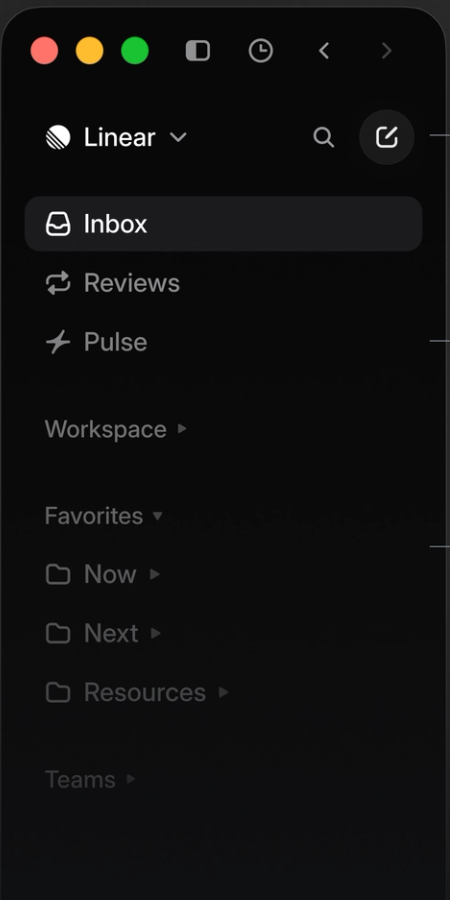 Linear
Inbox
Reviews
Pulse
Workspace
Favorites
Now
Next
Resources
Teams